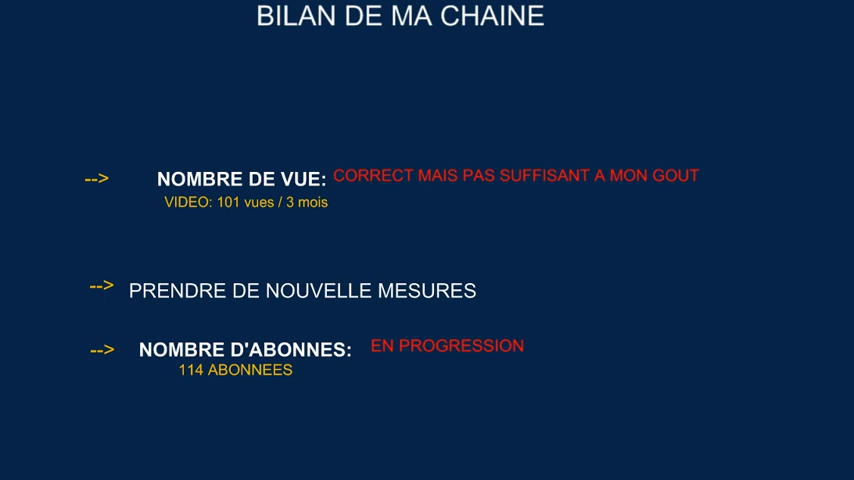 BILAN DE MA CHAINE
--> NOMBRE DE VUE: CORRECT MAIS PAS SUFFISANT A MON GOUT
VIDEO: 101 vues / 3 mois
--> PRENDRE DE NOUVELLE MESURES
--> NOMBRE D'ABONNES: EN PROGRESSION
114 ABONNEES